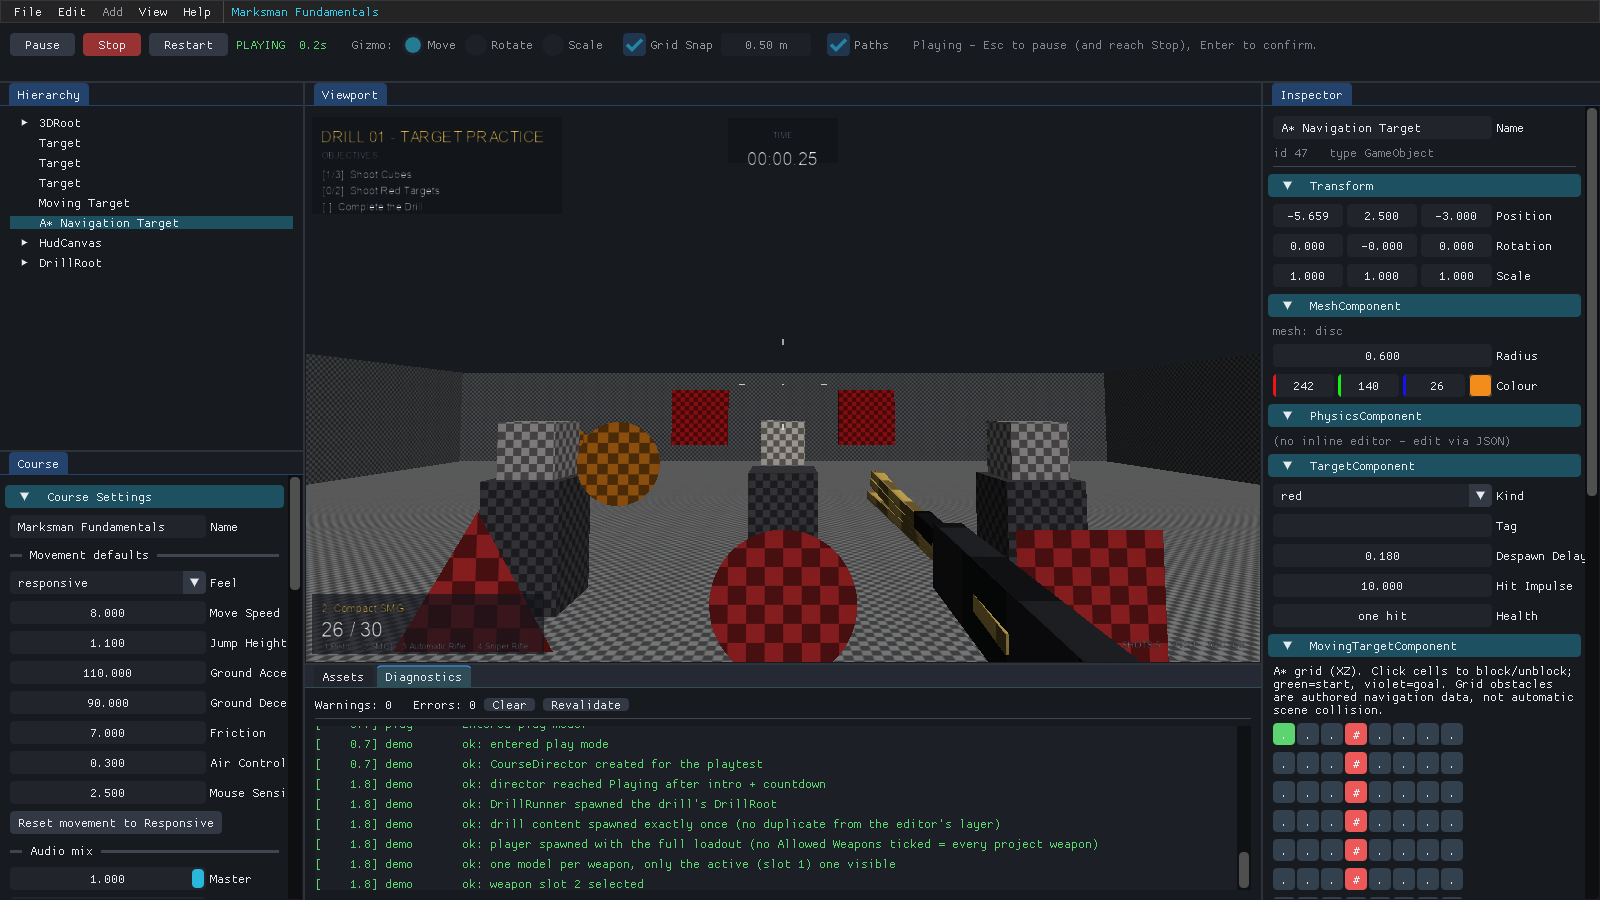 File Edit Add View Help Marksman Fundamentals
Pause Stop Restart PLAYING 0.2s Gizmo: Move Rotate Scale Grid Snap 0.50 m Paths Playing - Esc to pause (and reach Stop), Enter to confirm.
Hierarchy
3DRoot
Target
Target
Target
Moving Target
A* Navigation Target
HudCanvas
DrillRoot
Course
Course Settings
Marksman Fundamentals Name
Movement defaults
responsive Feel
8.000 Move Speed
1.100 Jump Height
110.000 Ground Acce
90.000 Ground Dece
7.000 Friction
0.300 Air Control
2.500 Mouse Sensi
Reset movement to Responsive
Audio mix
1.000 Master
Viewport
DRILL 01 - TARGET PRACTICE
OBJECTIVES
[1/3] Shoot Cubes
[0/2] Shoot Red Targets
[ ] Complete the Drill
TIME
00:00.25
2 Compact SMG
26 / 30
3 Automatic Rifle 4 Sniper Rifle
Assets Diagnostics
Warnings: 0 Errors: 0 Clear Revalidate
[ 0.7] play Entered play mode
[ 0.7] demo ok: entered play mode
[ 0.7] demo ok: CourseDirector created for the playtest
[ 1.8] demo ok: director reached Playing after intro + countdown
[ 1.8] demo ok: DrillRunner spawned the drill's DrillRoot
[ 1.8] demo ok: drill content spawned exactly once (no duplicate from the editor's layer)
[ 1.8] demo ok: player spawned with the full loadout (no Allowed Weapons ticked = every project weapon)
[ 1.8] demo ok: one model per weapon, only the active (slot 1) one visible
[ 1.8] demo ok: weapon slot 2 selected
Inspector
A* Navigation Target Name
id 47 type GameObject
Transform
-5.659 2.500 -3.000 Position
0.000 -0.000 0.000 Rotation
1.000 1.000 1.000 Scale
MeshComponent
mesh: disc
0.600 Radius
242 140 26 Colour
PhysicsComponent
(no inline editor - edit via JSON)
TargetComponent
red Kind
Tag
0.180 Despawn Delay
10.000 Hit Impulse
one hit Health
MovingTargetComponent
A* grid (XZ). Click cells to block/unblock;
green=start, violet=goal. Grid obstacles
are authored navigation data, not automatic
scene collision.
. . . # . . . .
. . . # . . . .
. . . # . . . .
. . . # . . . .
. . . # . . . .
. . . # . . . .